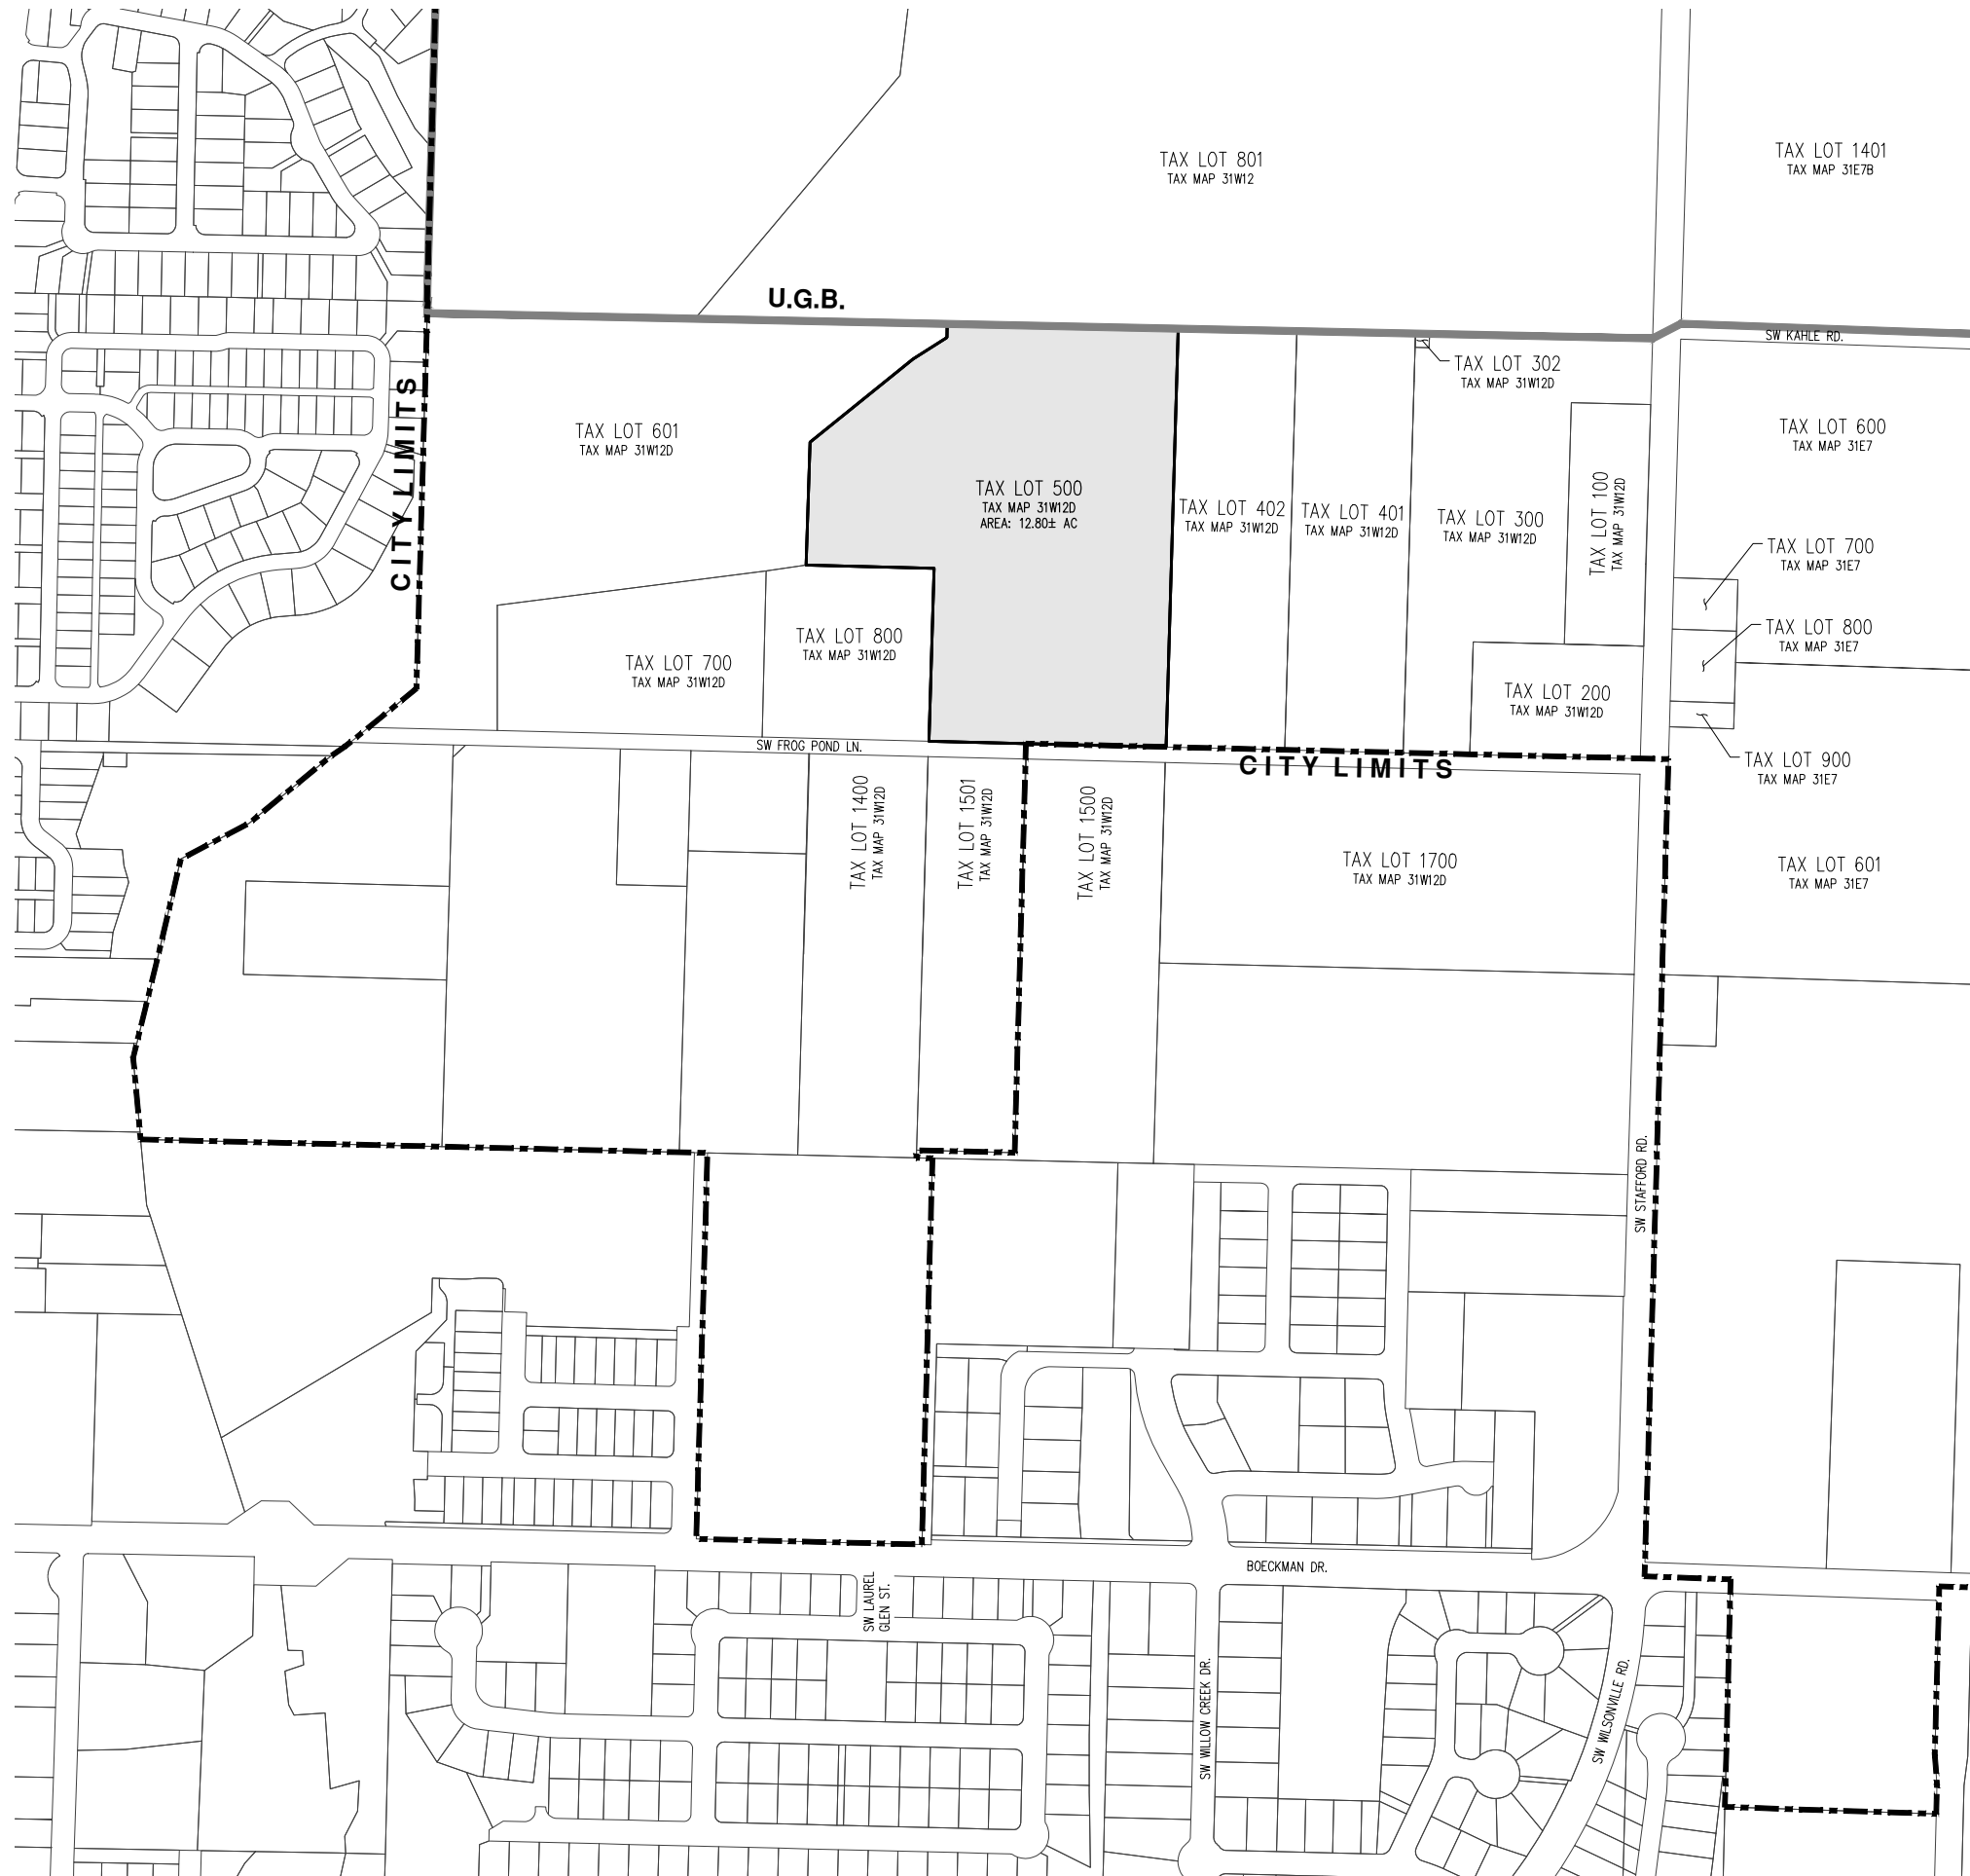 TAX LOT 801
TAX MAP 31W12
TAX LOT 1401
TAX MAP 31E7B
U.G.B.
SW KAHLE RD.
TAX LOT 302
TAX MAP 31W12D
CITY LIMITS
TAX LOT 601
TAX MAP 31W12D
TAX LOT 500
TAX MAP 31W12D
AREA: 12.80± AC
TAX LOT 402
TAX MAP 31W12D
TAX LOT 401
TAX MAP 31W12D
TAX LOT 300
TAX MAP 31W12D
TAX LOT 100
TAX MAP 31W12D
TAX LOT 600
TAX MAP 31E7
TAX LOT 700
TAX MAP 31E7
TAX LOT 800
TAX MAP 31E7
TAX LOT 700
TAX MAP 31W12D
TAX LOT 800
TAX MAP 31W12D
TAX LOT 200
TAX MAP 31W12D
SW FROG POND LN.
CITY LIMITS
TAX LOT 900
TAX MAP 31E7
TAX LOT 1400
TAX MAP 31W12D
TAX LOT 1501
TAX MAP 31W12D
TAX LOT 1500
TAX MAP 31W12D
TAX LOT 1700
TAX MAP 31W12D
TAX LOT 601
TAX MAP 31E7
SW STAFFORD RD.
BOECKMAN DR.
SW LAUREL
GLEN ST.
SW WILLOW CREEK DR.
SW WILSONVILLE RD.